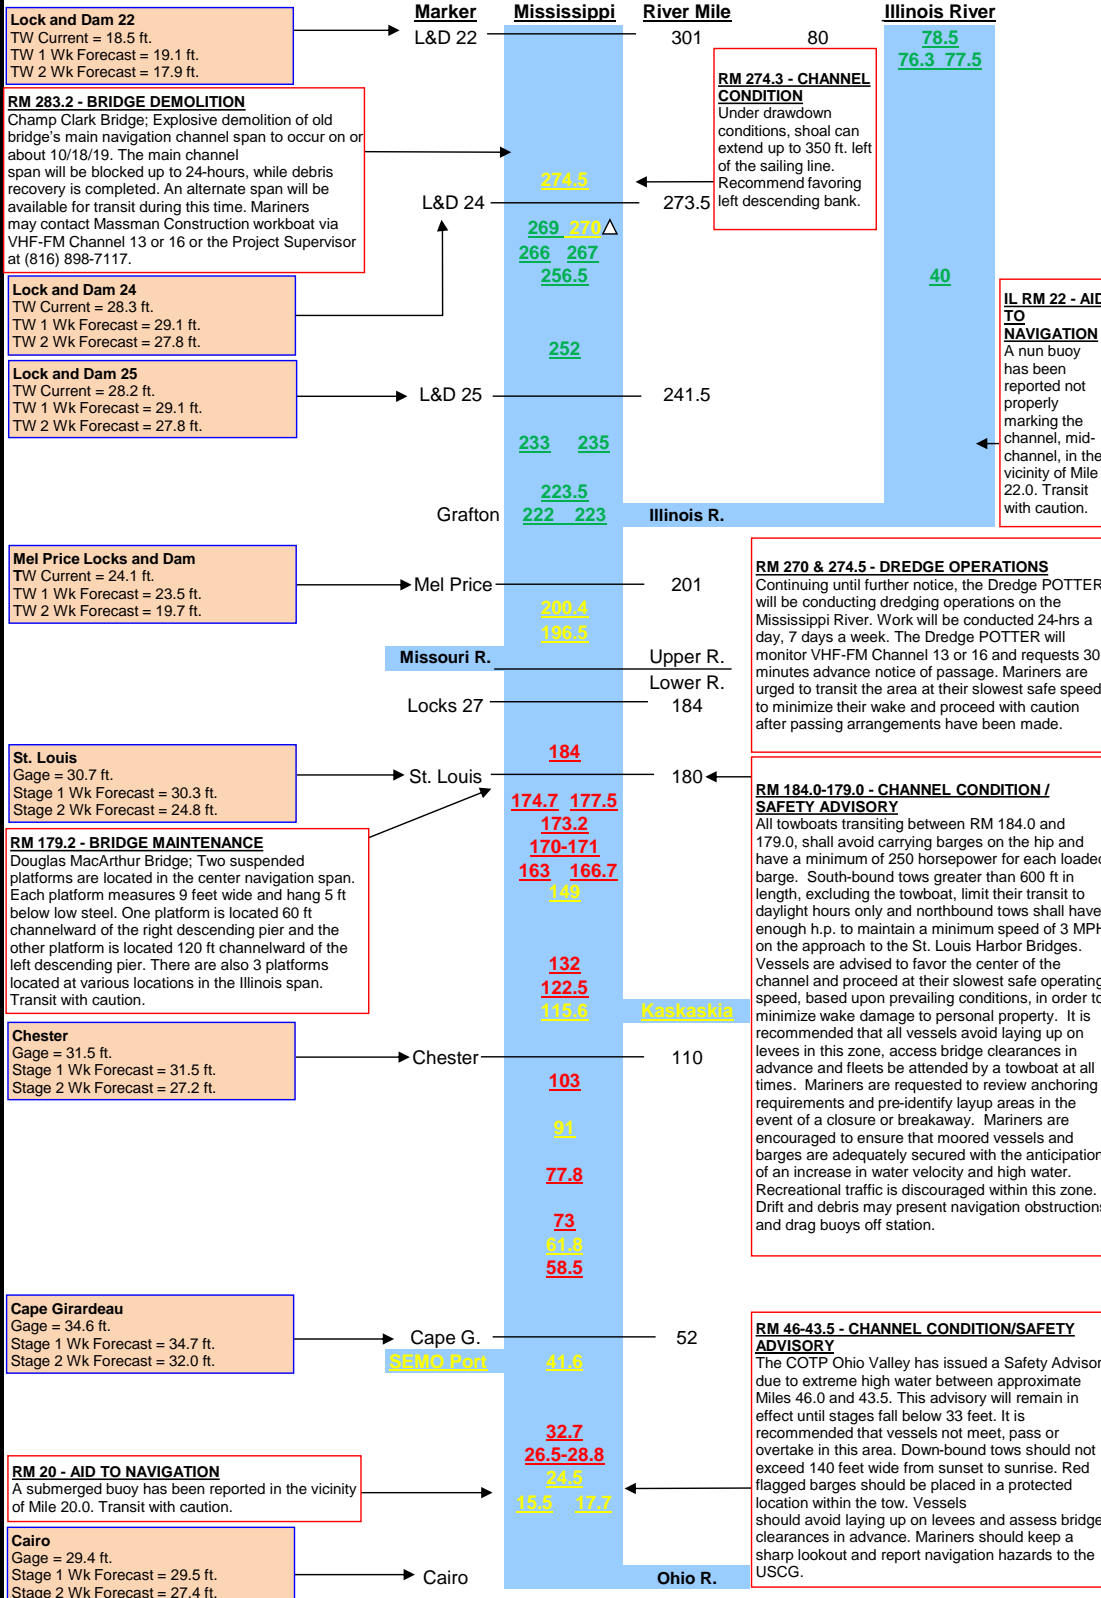 Marker Mississippi River Mile Illinois River
Lock and Dam 22
TW Current = 18.5 ft.
TW 1 Wk Forecast = 19.1 ft.
TW 2 Wk Forecast = 17.9 ft.
L&D 22 301 80 78.5
76.3 77.5
RM 283.2 - BRIDGE DEMOLITION
Champ Clark Bridge; Explosive demolition of old
bridge's main navigation channel span to occur on or
about 10/18/19. The main channel
span will be blocked up to 24-hours, while debris
recovery is completed. An alternate span will be
available for transit during this time. Mariners
may contact Massman Construction workboat via
VHF-FM Channel 13 or 16 or the Project Supervisor
at (816) 898-7117.
RM 274.3 - CHANNEL
CONDITION
Under drawdown
conditions, shoal can
extend up to 350 ft. left
of the sailing line.
Recommend favoring
left descending bank.
274.5
L&D 24 273.5
269 270
266 267
256.5
40
Lock and Dam 24
TW Current = 28.3 ft.
TW 1 Wk Forecast = 29.1 ft.
TW 2 Wk Forecast = 27.8 ft.
IL RM 22 - AID
TO
NAVIGATION
A nun buoy
has been
reported not
properly
marking the
channel, mid-
channel, in the
vicinity of Mile
22.0. Transit
with caution.
252
Lock and Dam 25
TW Current = 28.2 ft.
TW 1 Wk Forecast = 29.1 ft.
TW 2 Wk Forecast = 27.8 ft.
L&D 25 241.5
233 235
223.5
Grafton 222 223 Illinois R.
Mel Price Locks and Dam
TW Current = 24.1 ft.
TW 1 Wk Forecast = 23.5 ft.
TW 2 Wk Forecast = 19.7 ft.
Mel Price 201
200.4
196.5
RM 270 & 274.5 - DREDGE OPERATIONS
Continuing until further notice, the Dredge POTTER
will be conducting dredging operations on the
Mississippi River. Work will be conducted 24-hrs a
day, 7 days a week. The Dredge POTTER will
monitor VHF-FM Channel 13 or 16 and requests 30
minutes advance notice of passage. Mariners are
urged to transit the area at their slowest safe speed
to minimize their wake and proceed with caution
after passing arrangements have been made.
Missouri R. Upper R.
Lower R.
Locks 27 184
184
St. Louis
Gage = 30.7 ft.
Stage 1 Wk Forecast = 30.3 ft.
Stage 2 Wk Forecast = 24.8 ft.
St. Louis 180
174.7 177.5
173.2
170-171
163 166.7
149
RM 184.0-179.0 - CHANNEL CONDITION /
SAFETY ADVISORY
All towboats transiting between RM 184.0 and
179.0, shall avoid carrying barges on the hip and
have a minimum of 250 horsepower for each loaded
barge. South-bound tows greater than 600 ft in
length, excluding the towboat, limit their transit to
daylight hours only and northbound tows shall have
enough h.p. to maintain a minimum speed of 3 MPH
on the approach to the St. Louis Harbor Bridges.
Vessels are advised to favor the center of the
channel and proceed at their slowest safe operating
speed, based upon prevailing conditions, in order to
minimize wake damage to personal property. It is
recommended that all vessels avoid laying up on
levees in this zone, access bridge clearances in
advance and fleets be attended by a towboat at all
times. Mariners are requested to review anchoring
requirements and pre-identify layup areas in the
event of a closure or breakaway. Mariners are
encouraged to ensure that moored vessels and
barges are adequately secured with the anticipation
of an increase in water velocity and high water.
Recreational traffic is discouraged within this zone.
Drift and debris may present navigation obstructions
and drag buoys off station.
RM 179.2 - BRIDGE MAINTENANCE
Douglas MacArthur Bridge; Two suspended
platforms are located in the center navigation span.
Each platform measures 9 feet wide and hang 5 ft
below low steel. One platform is located 60 ft
channelward of the right descending pier and the
other platform is located 120 ft channelward of the
left descending pier. There are also 3 platforms
located at various locations in the Illinois span.
Transit with caution.
132
122.5
115.6 Kaskaskia
Chester
Gage = 31.5 ft.
Stage 1 Wk Forecast = 31.5 ft.
Stage 2 Wk Forecast = 27.2 ft.
Chester 110
103
91
77.8
73
61.8
58.5
Cape Girardeau
Gage = 34.6 ft.
Stage 1 Wk Forecast = 34.7 ft.
Stage 2 Wk Forecast = 32.0 ft.
Cape G. 52
SEMO Port 41.6
RM 46-43.5 - CHANNEL CONDITION/SAFETY
ADVISORY
The COTP Ohio Valley has issued a Safety Advisor
due to extreme high water between approximate
Miles 46.0 and 43.5. This advisory will remain in
effect until stages fall below 33 feet. It is
recommended that vessels not meet, pass or
overtake in this area. Down-bound tows should not
exceed 140 feet wide from sunset to sunrise. Red
flagged barges should be placed in a protected
location within the tow. Vessels
should avoid laying up on levees and assess bridge
clearances in advance. Mariners should keep a
sharp lookout and report navigation hazards to the
USCG.
32.7
26.5-28.8
24.5
15.5 17.7
RM 20 - AID TO NAVIGATION
A submerged buoy has been reported in the vicinity
of Mile 20.0. Transit with caution.
Cairo
Gage = 29.4 ft.
Stage 1 Wk Forecast = 29.5 ft.
Stage 2 Wk Forecast = 27.4 ft.
Cairo Ohio R.